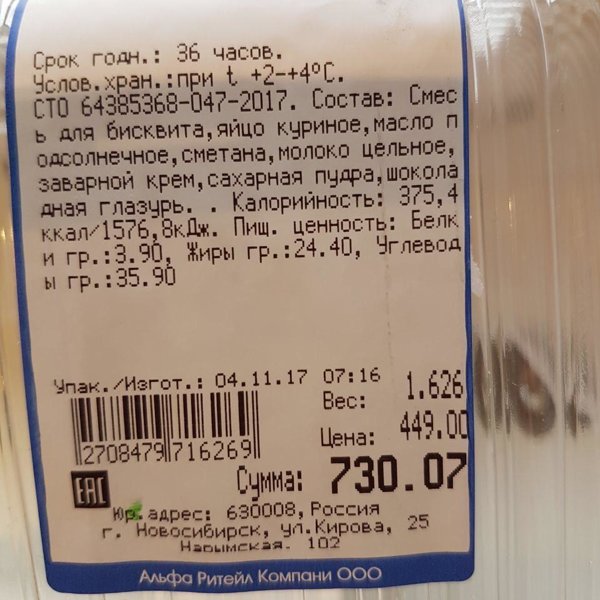 Срок годн.: 36 часов.
Услов.хран.:при t +2-+4°C.
СТО 64385368-047-2017. Состав: Смес
ь для бисквита,яйцо куриное,масло п
одсолнечное,сметана,молоко цельное,
заварной крем,сахарная пудра,шокола
дная глазурь. . Калорийность: 375,4
ккал/1576,8кДж. Пищ. ценность: Белк
и гр.:3.90, Жиры гр.:24.40, Углевод
ы гр.:35.90
Упак./Изгот.: 04.11.17 07:16
Вес: 1.626
Цена: 449.00
2708479716269
Сумма: 730.07
EAC
Юр.адрес: 630008, Россия
г. Новосибирск, ул.Кирова, 25
Нарымская, 102
Альфа Ритейл Компани ООО